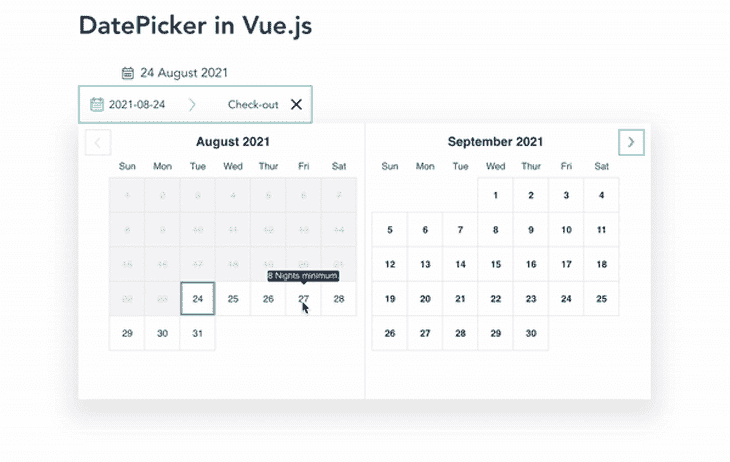 DatePicker in Vue.js
24 August 2021
2021-08-24 Check-out
August 2021
Sun Mon Tue Wed Thur Fri Sat
1 2 3 4 5 6 7
8 9 10 11 12 13 14
15 16 17 18 19 20 21
8 Nights minimum.
22 23 24 25 26 27 28
29 30 31
September 2021
Sun Mon Tue Wed Thur Fri Sat
1 2 3 4
5 6 7 8 9 10 11
12 13 14 15 16 17 18
19 20 21 22 23 24 25
26 27 28 29 30